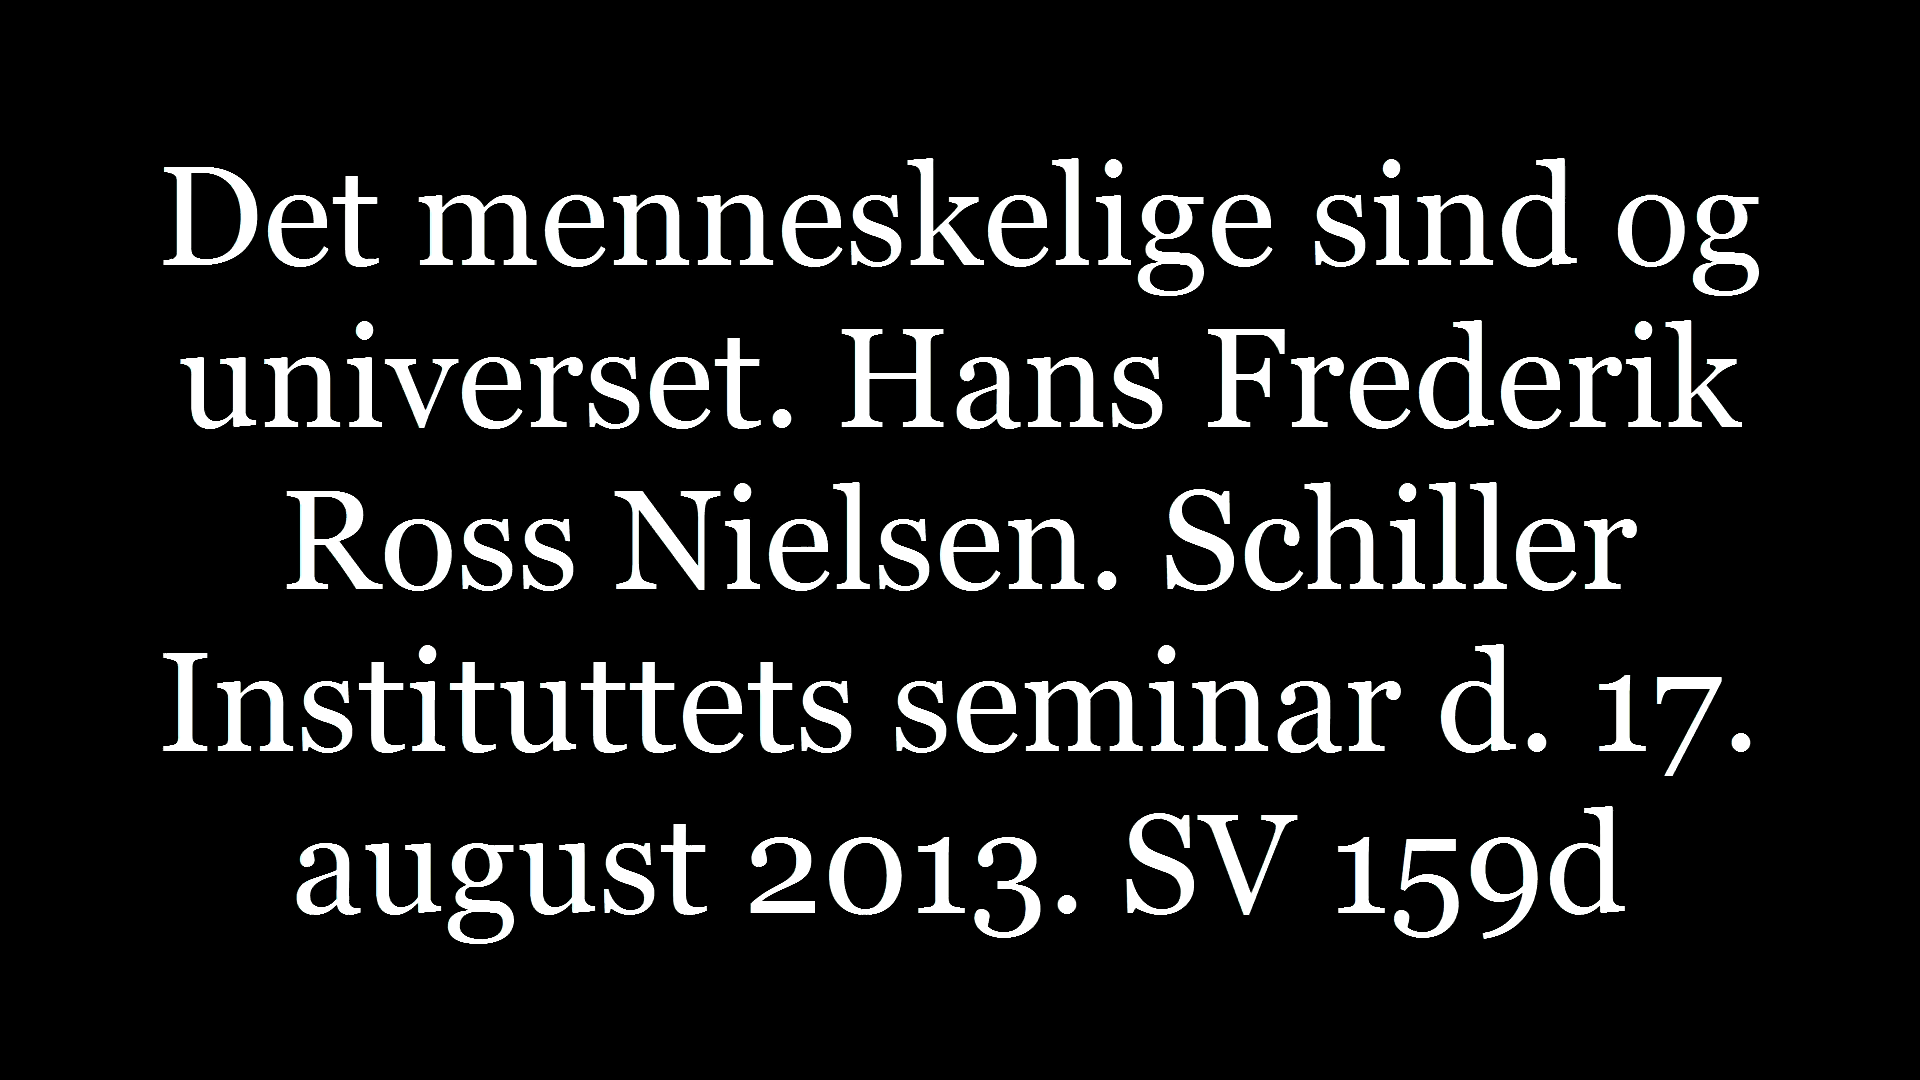 Det menneskelige sind og
universet. Hans Frederik
Ross Nielsen. Schiller
Instituttets seminar d. 17.
august 2013. SV 159d